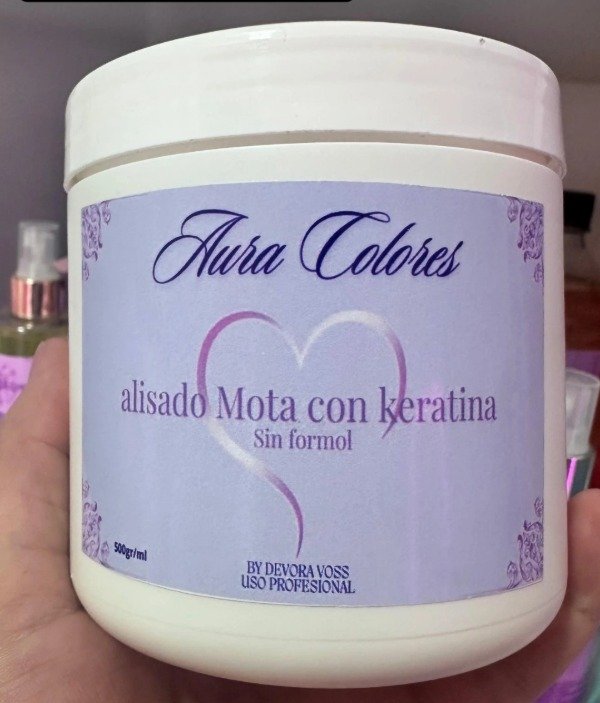 Aura Colores
alisado Mota con keratina
Sin formol
500gr/ml
BY DEVORA VOSS
USO PROFESIONAL